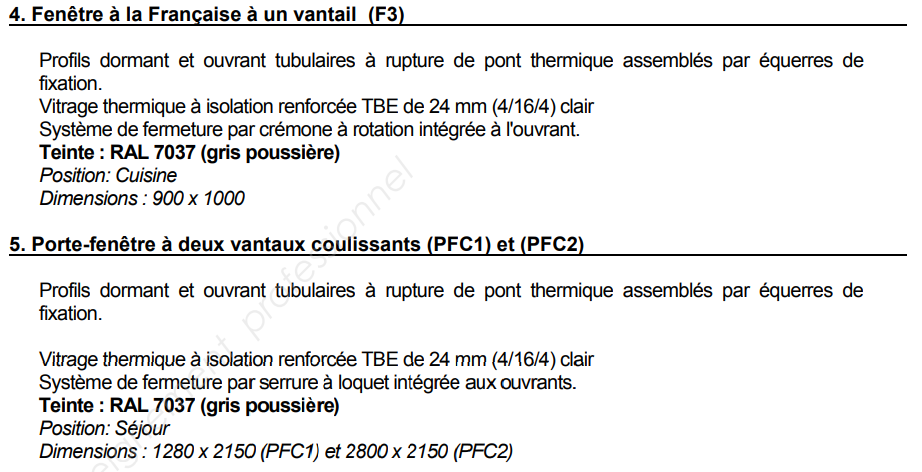 4. Fenêtre à la Française à un vantail (F3)
Profils dormant et ouvrant tubulaires à rupture de pont thermique assemblés par équerres de
fixation.
Vitrage thermique à isolation renforcée TBE de 24 mm (4/16/4) clair
Système de fermeture par crémone à rotation intégrée à l'ouvrant.
Teinte : RAL 7037 (gris poussière)
Position: Cuisine
Dimensions : 900 x 1000
5. Porte-fenêtre à deux vantaux coulissants (PFC1) et (PFC2)
Profils dormant et ouvrant tubulaires à rupture de pont thermique assemblés par équerres de
fixation.
Vitrage thermique à isolation renforcée TBE de 24 mm (4/16/4) clair
Système de fermeture par serrure à loquet intégrée aux ouvrants.
Teinte : RAL 7037 (gris poussière)
Position: Séjour
Dimensions : 1280 x 2150 (PFC1) et 2800 x 2150 (PFC2)
professionnel